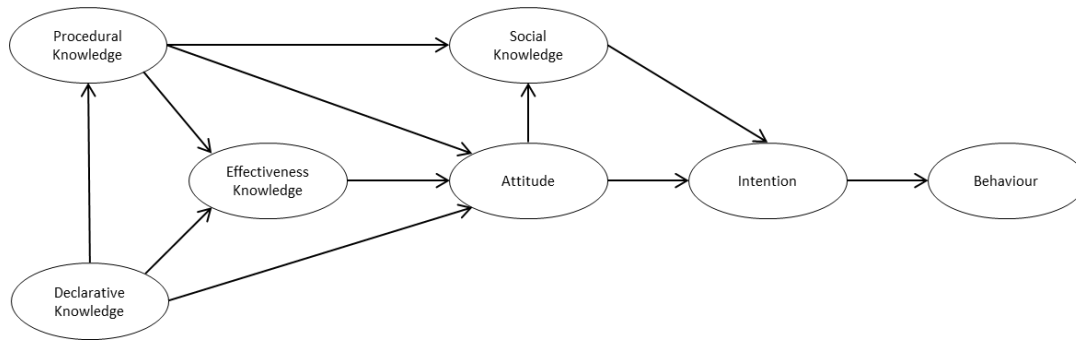 Procedural
Knowledge
Social
Knowledge
Effectiveness
Knowledge
Attitude
Intention
Behaviour
Declarative
Knowledge